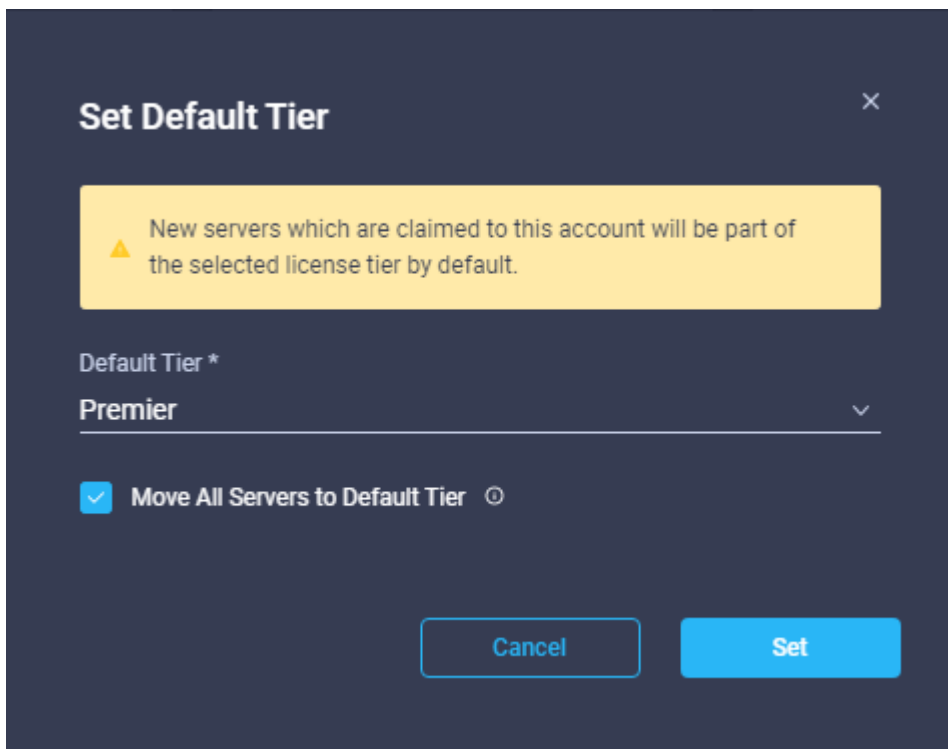 Set Default Tier
New servers which are claimed to this account will be part of
the selected license tier by default.
Default Tier *
Premier
Move All Servers to Default Tier
Cancel
Set